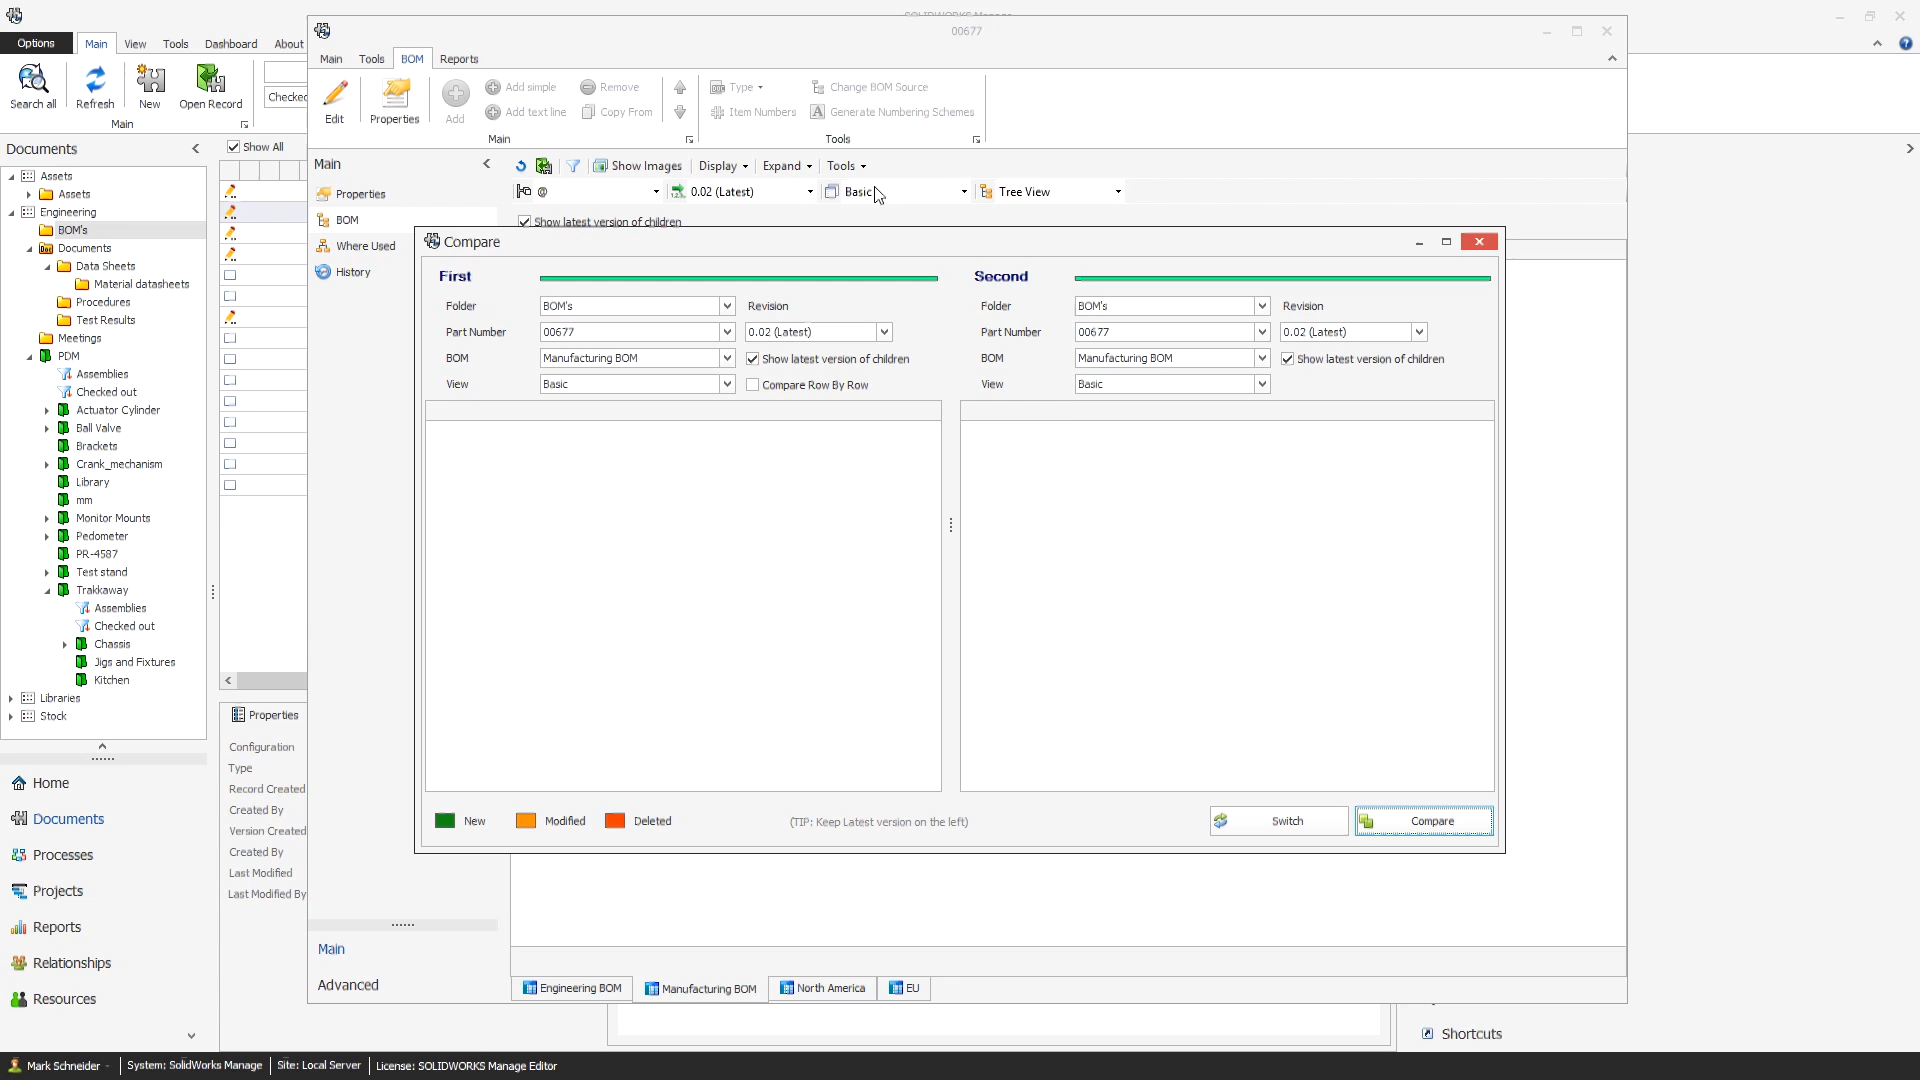 00677
Options
Main
View
Tools
Dashboard
About
Main
Tools
BOM
Reports
Search all
Refresh
New
Open Record
Checked
Main
Edit
Properties
Add
Add simple
Add text line
Remove
Copy From
Main
Type
Item Numbers
Change BOM Source
Generate Numbering Schemes
Tools
Documents
Show All
Main
Show Images
Display
Expand
Tools
@
0.02 (Latest)
Basic
Tree View
Show latest version of children
Properties
BOM
Where Used
History
Assets
Assets
Engineering
BOM's
Documents
Data Sheets
Material datasheets
Procedures
Test Results
Meetings
PDM
Assemblies
Checked out
Actuator Cylinder
Ball Valve
Brackets
Crank_mechanism
Library
mm
Monitor Mounts
Pedometer
PR-4587
Test stand
Trakkaway
Assemblies
Checked out
Chassis
Jigs and Fixtures
Kitchen
Libraries
Stock
Compare
First
Folder
BOM's
Revision
Part Number
00677
0.02 (Latest)
BOM
Manufacturing BOM
Show latest version of children
View
Basic
Compare Row By Row
Second
Folder
BOM's
Revision
Part Number
00677
0.02 (Latest)
BOM
Manufacturing BOM
Show latest version of children
View
Basic
New
Modified
Deleted
(TIP: Keep Latest version on the left)
Switch
Compare
Properties
Configuration
Type
Record Created
Created By
Version Created
Created By
Last Modified
Last Modified By
Home
Documents
Processes
Projects
Reports
Relationships
Resources
Main
Advanced
Engineering BOM
Manufacturing BOM
North America
EU
Shortcuts
Mark Schneider
System: SolidWorks Manage
Site: Local Server
License: SOLIDWORKS Manage Editor